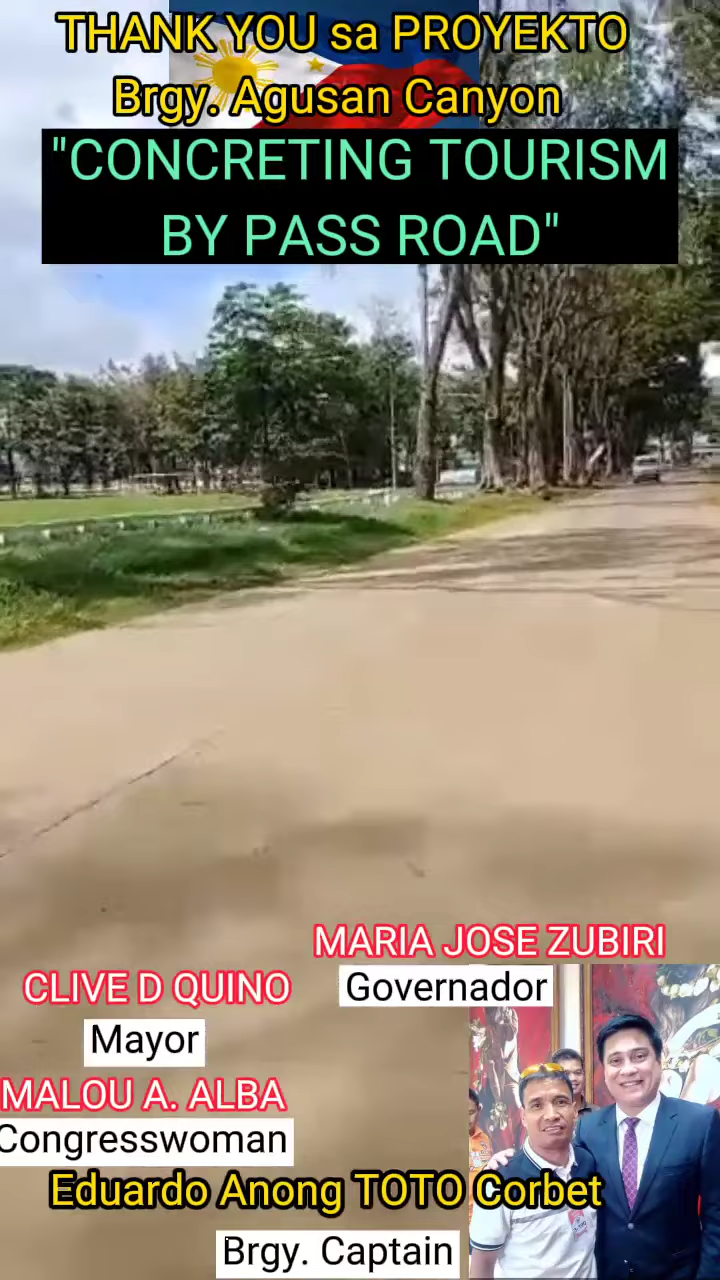 THANK YOU sa PROYEKTO
Brgy. Agusan Canyon
"CONCRETING TOURISM
BY PASS ROAD"
MARIA JOSE ZUBIRI
Governador
CLIVE D QUINO
Mayor
MALOU A. ALBA
Congresswoman
Eduardo Anong TOTO Corbet
Brgy. Captain